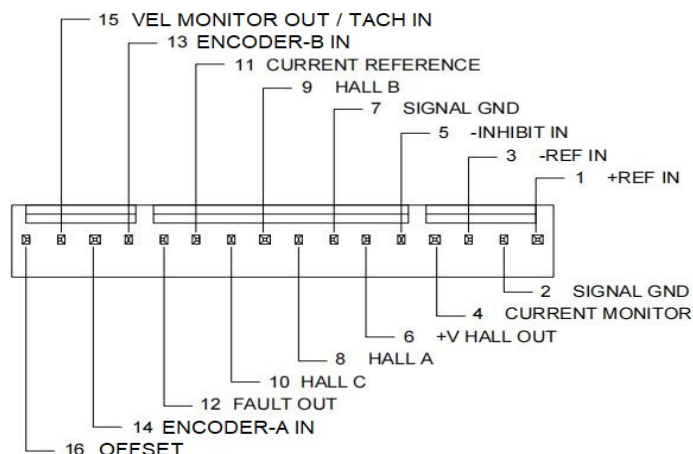 15 VEL MONITOR OUT / TACH IN
13 ENCODER-B IN
11 CURRENT REFERENCE
9 HALL B
7 SIGNAL GND
5 -INHIBIT IN
3 -REF IN
1 +REF IN
2 SIGNAL GND
4 CURRENT MONITOR
6 +V HALL OUT
8 HALL A
10 HALL C
12 FAULT OUT
14 ENCODER-A IN
16 OFFSET